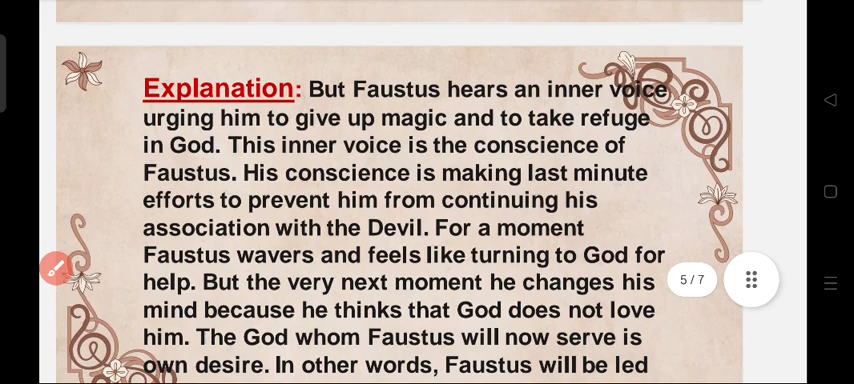 Explanation: But Faustus hears an inner voice
urging him to give up magic and to take refuge
in God. This inner voice is the conscience of
Faustus. His conscience is making last minute
efforts to prevent him from continuing his
association with the Devil. For a moment
Faustus wavers and feels like turning to God for
help. But the very next moment he changes his
mind because he thinks that God does not love
him. The God whom Faustus will now serve is
own desire. In other words, Faustus will be led
5 / 7